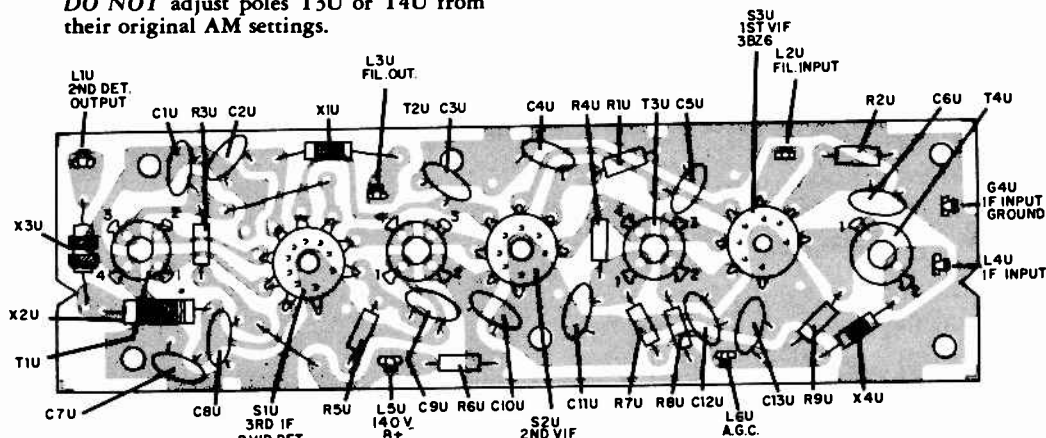 DO NOT adjust poles T3U or T4U from
their original AM settings.
S3U
1ST VIF
3BZ6
L3U
FIL.OUT.
L2U
FIL.INPUT
L1U
2ND DET.
OUTPUT
C1U R3U C2U X1U T2U C3U C4U R4U R1U T3U C5U R2U C6U T4U
G4U
IF INPUT
GROUND
X3U
L4U
IF INPUT
X2U
T1U
C7U C8U S1U R5U L5U C9U R6U C10U S2U C11U R7U R8U C12U L6U C13U R9U X4U
3RD IF
140 V.
B+
2ND VIF
A.G.C.